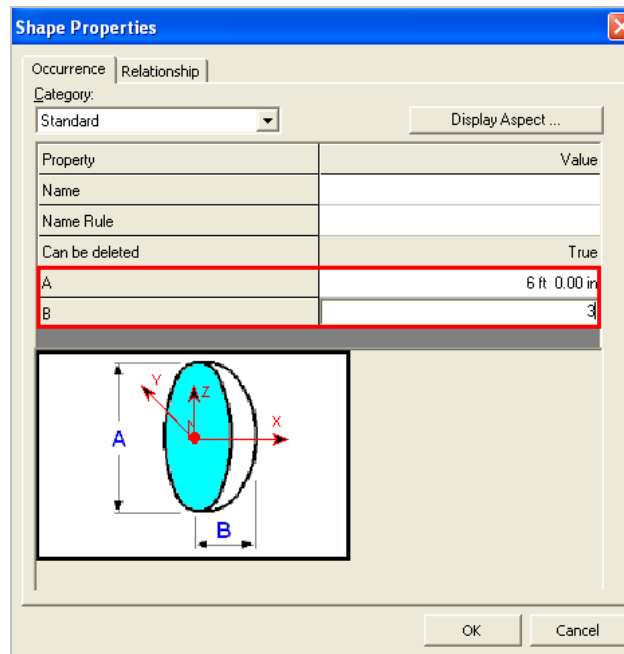 Shape Properties
Occurrence Relationship
Category:
Standard Display Aspect ...
Property Value
Name
Name Rule
Can be deleted True
A 6 ft 0.00 in
B 3
Y Z
X
A
B
OK Cancel